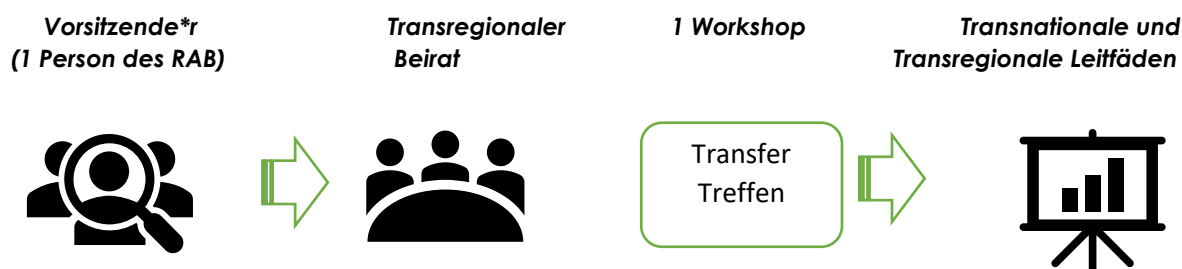 Vorsitzende*r
(1 Person des RAB)
Transregionaler
Beirat
1 Workshop
Transnationale und
Transregionale Leitfäden
Transfer
Treffen